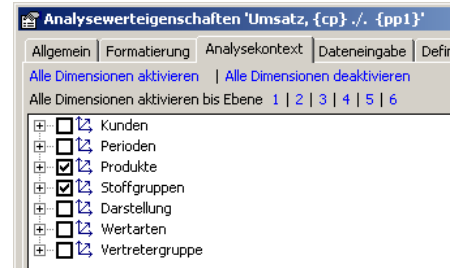 Analysewerteigenschaften 'Umsatz, {cp} ./. {pp1}'
Allgemein | Formatierung | Analysekontext | Dateneingabe | Defin
Alle Dimensionen aktivieren | Alle Dimensionen deaktivieren
Alle Dimensionen aktivieren bis Ebene 1 | 2 | 3 | 4 | 5 | 6
Kunden
Perioden
Produkte
Stoffgruppen
Darstellung
Wertarten
Vertretergruppe